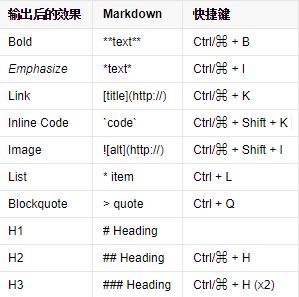 输出后的效果 Markdown 快捷键
Bold **text** Ctrl/⌘ + B
Emphasize *text* Ctrl/⌘ + I
Link [title](http://) Ctrl/⌘ + K
Inline Code `code` Ctrl/⌘ + Shift + K
Image ![alt](http://) Ctrl/⌘ + Shift + I
List * item Ctrl + L
Blockquote > quote Ctrl + Q
H1 # Heading
H2 ## Heading Ctrl/⌘ + H
H3 ### Heading Ctrl/⌘ + H (x2)